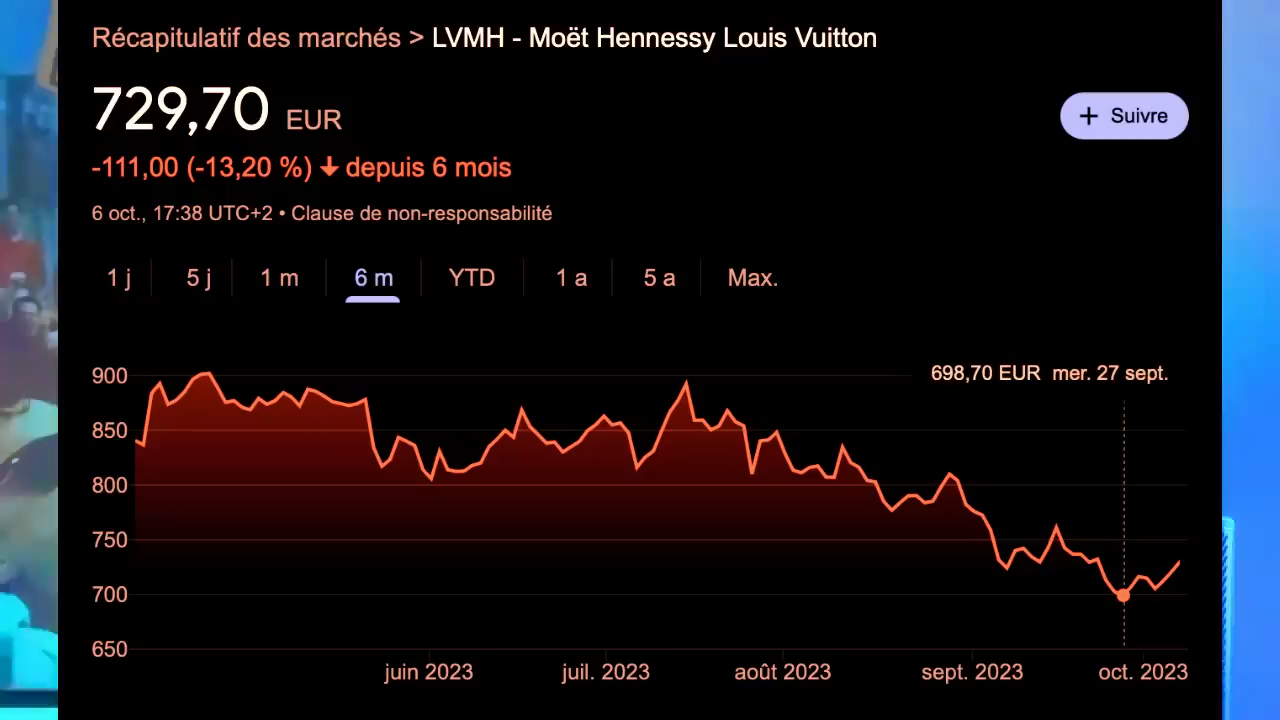 Récapitulatif des marchés > LVMH - Moët Hennessy Louis Vuitton
729,70 EUR
+ Suivre
-111,00 (-13,20 %) ↓ depuis 6 mois
6 oct., 17:38 UTC+2 • Clause de non-responsabilité
1 j 5 j 1 m 6 m YTD 1 a 5 a Max.
698,70 EUR mer. 27 sept.
900
850
800
750
700
650
juin 2023 juil. 2023 août 2023 sept. 2023 oct. 2023